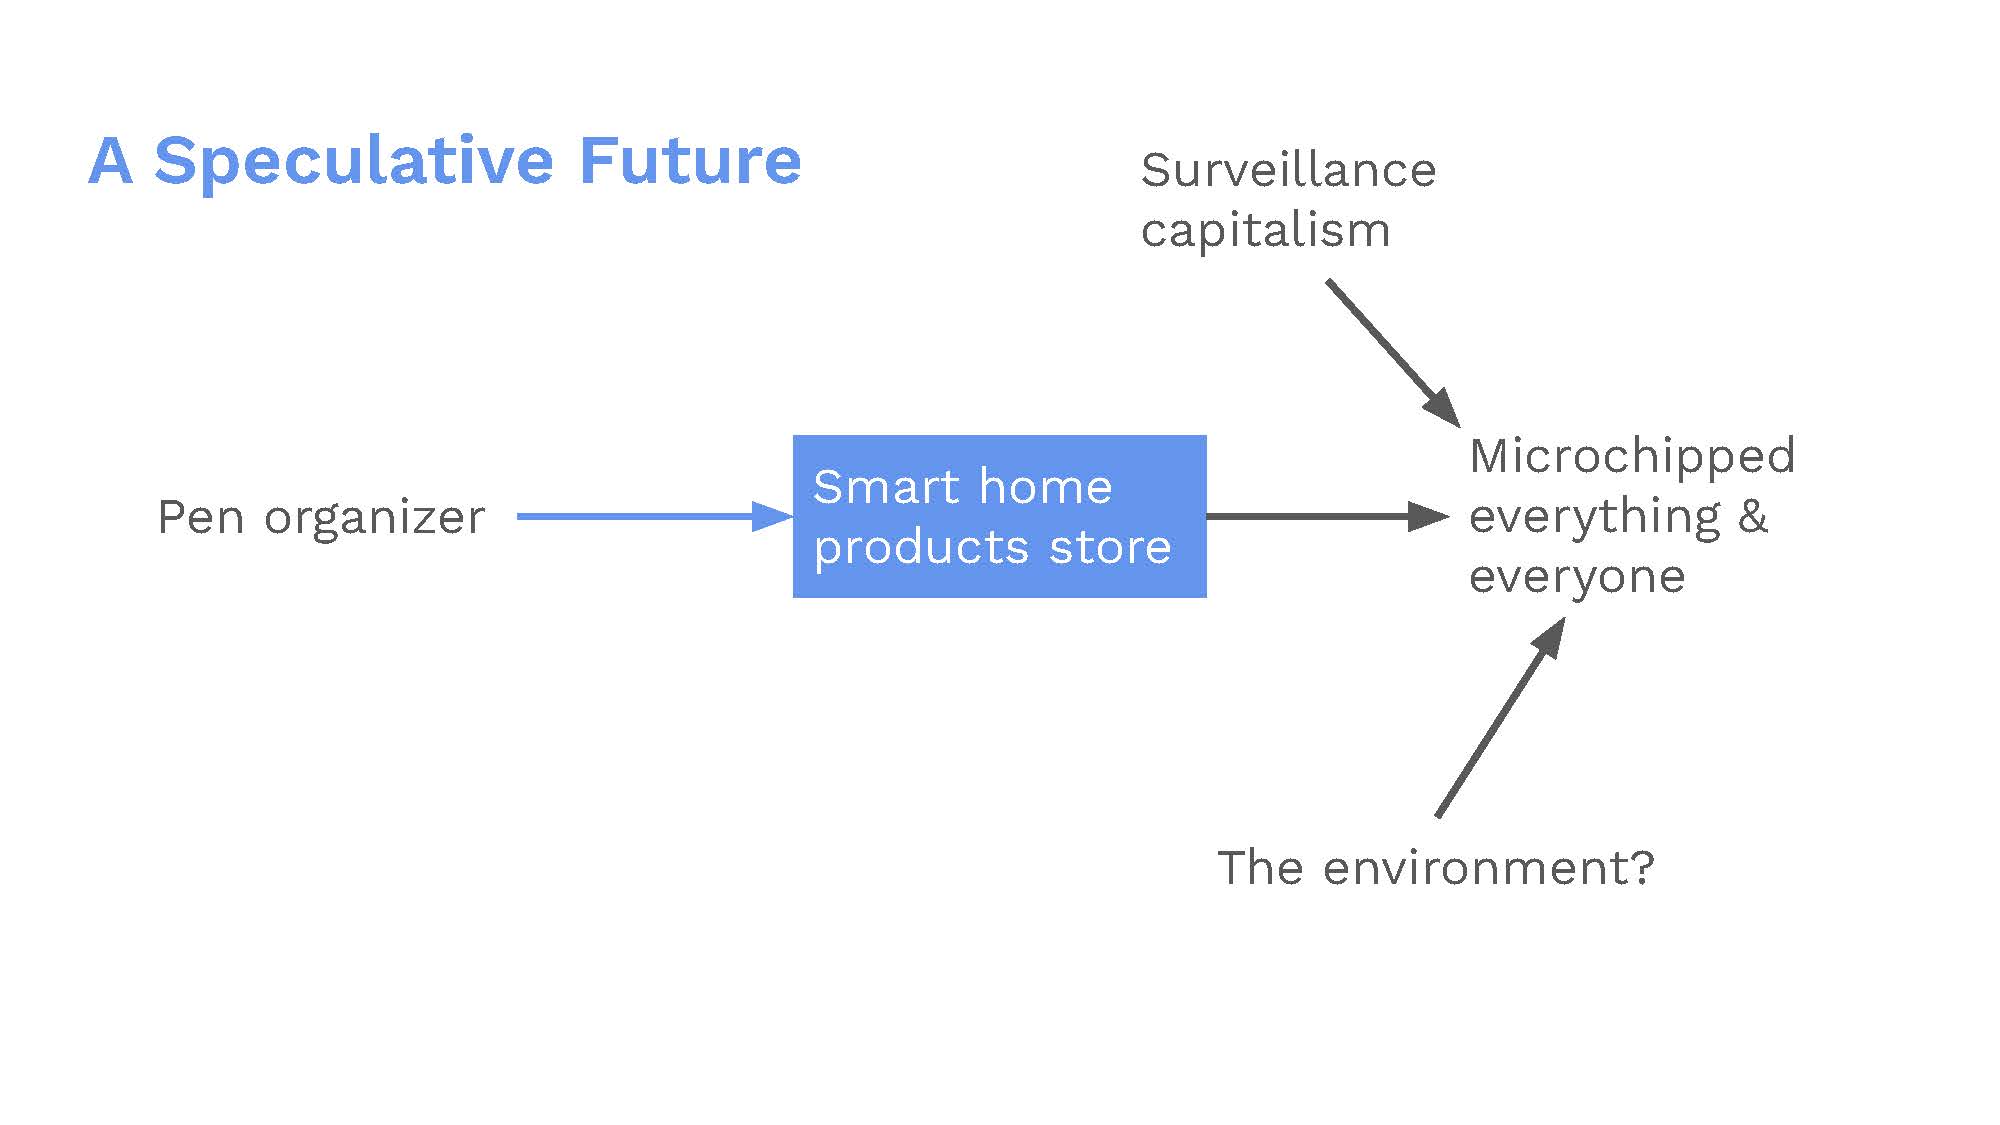 A Speculative Future
Surveillance
capitalism
Pen organizer
Smart home
products store
Microchipped
everything &
everyone
The environment?